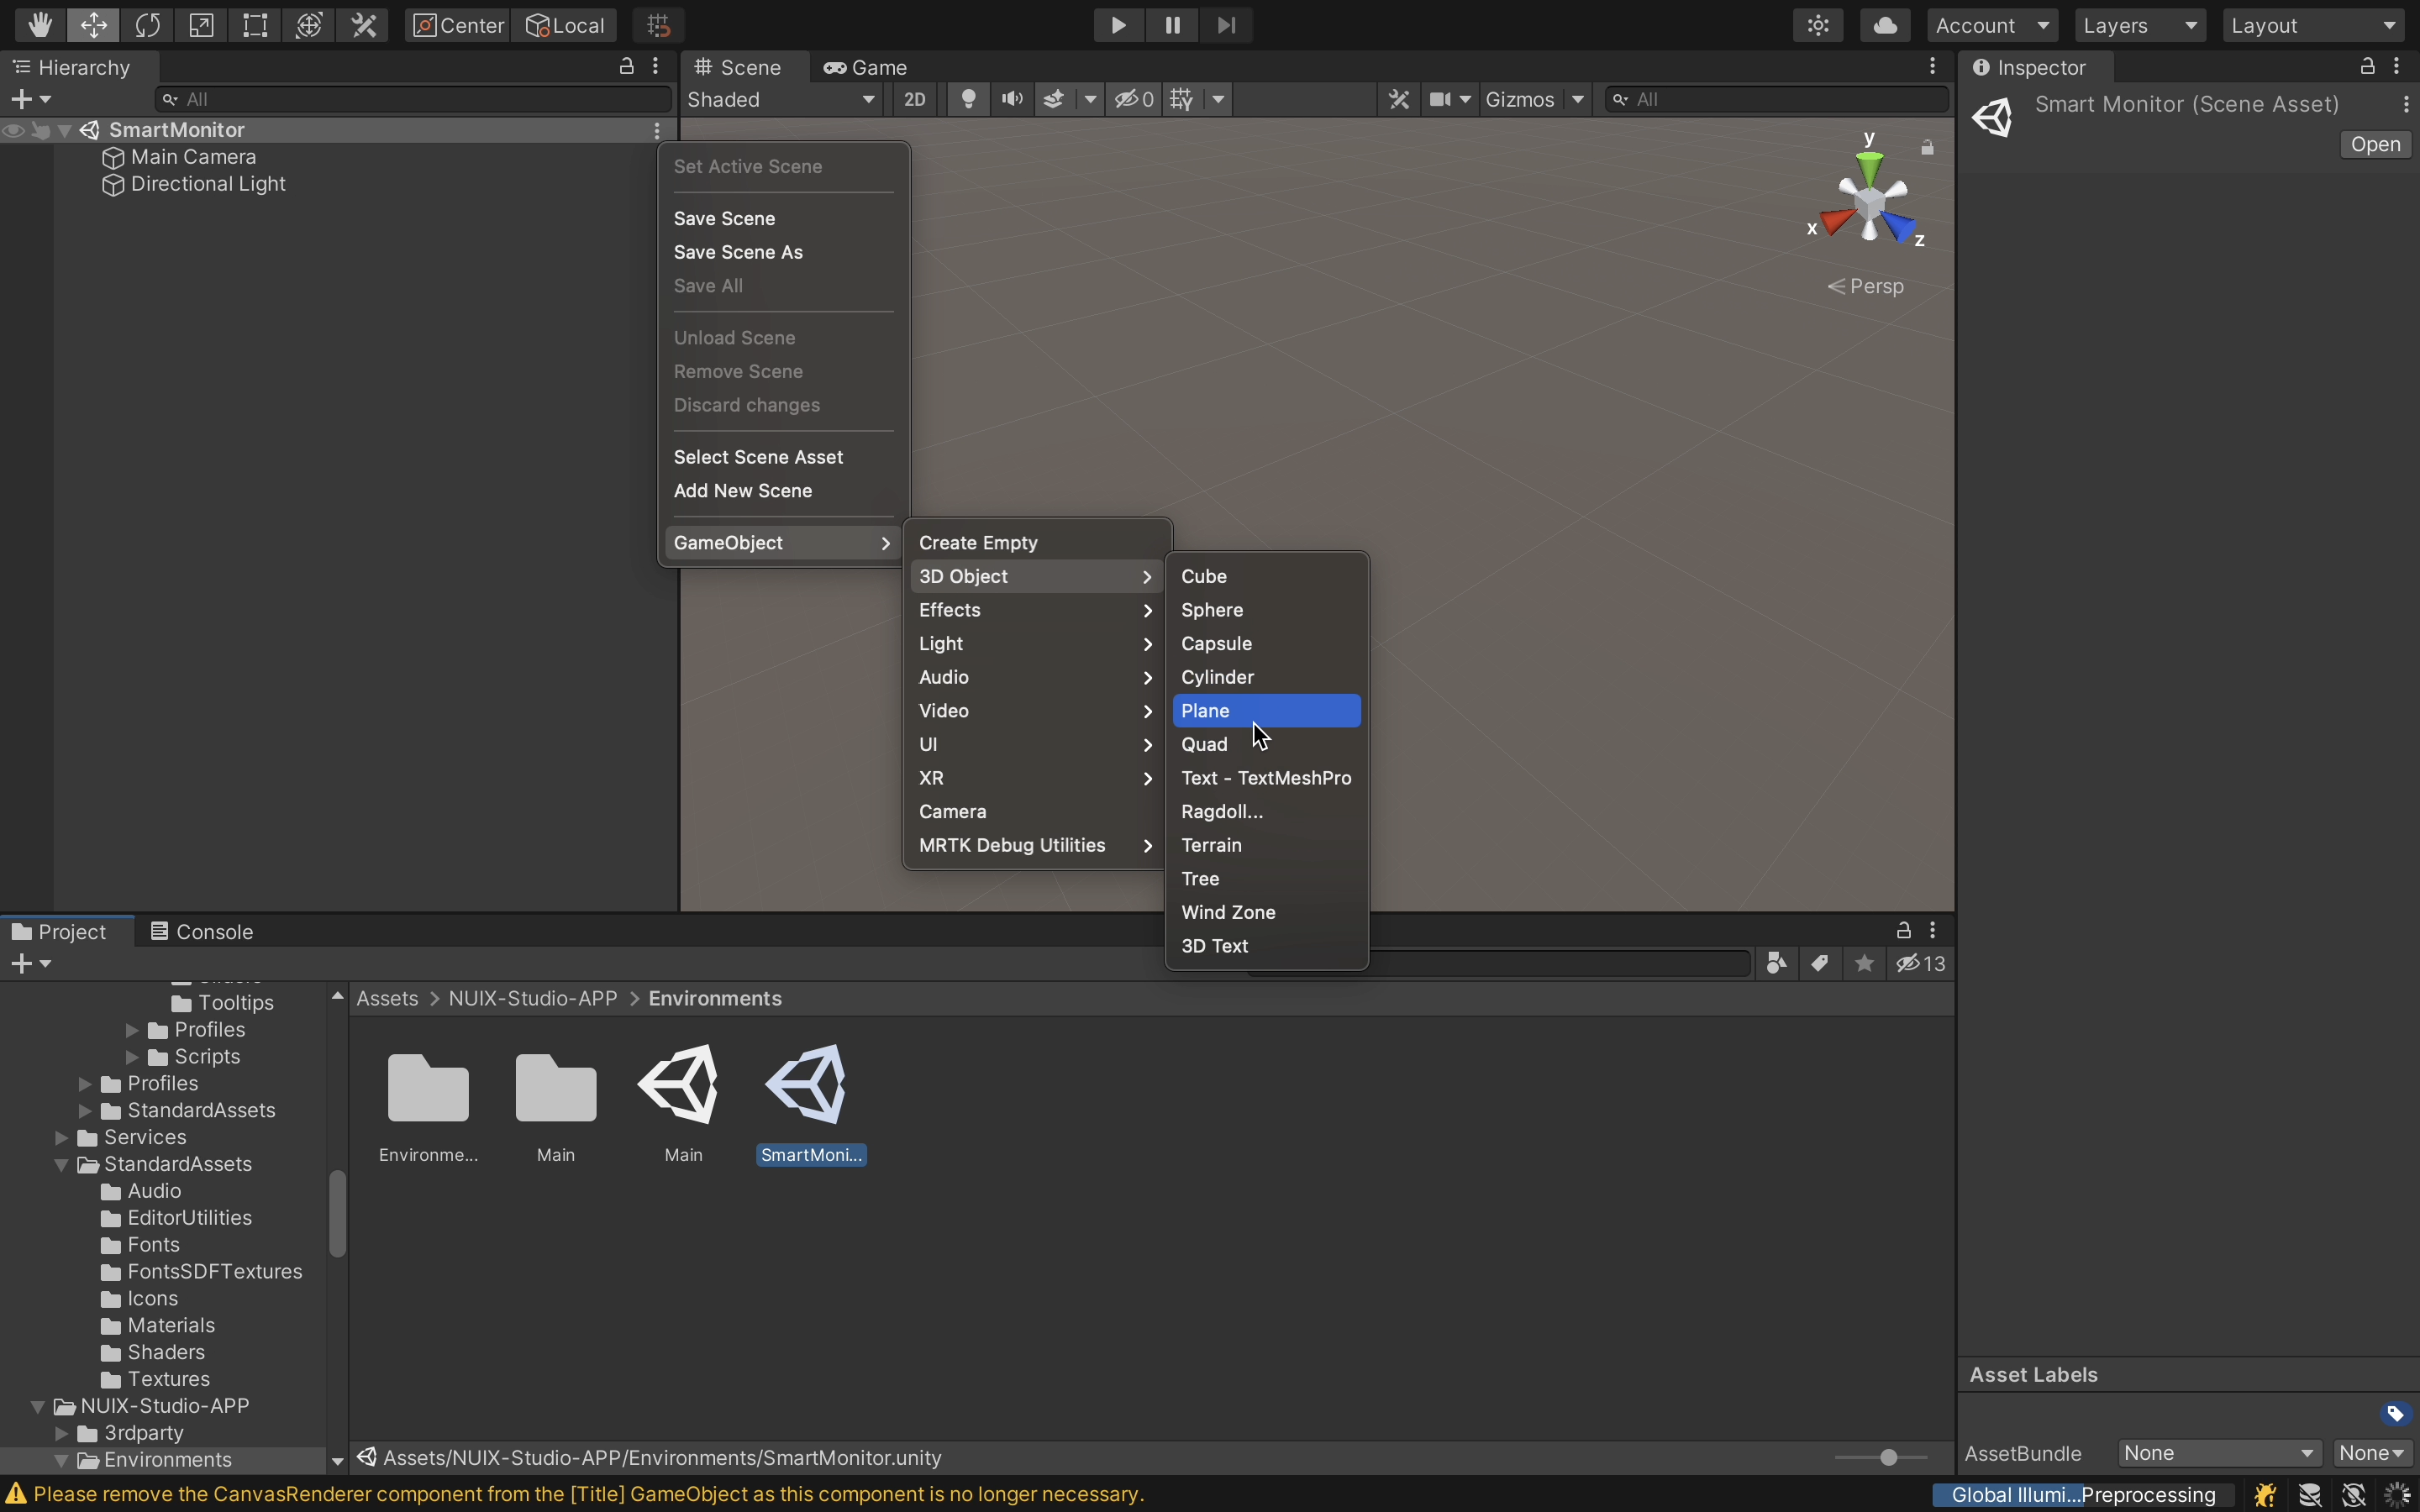 Center
Local
Account
Layers
Layout
Hierarchy
All
SmartMonitor
Main Camera
Directional Light
Scene
Game
Shaded
2D
0
Gizmos
All
y
x
z
Persp
Set Active Scene
Save Scene
Save Scene As
Save All
Unload Scene
Remove Scene
Discard changes
Select Scene Asset
Add New Scene
GameObject
Create Empty
3D Object
Effects
Light
Audio
Video
UI
XR
Camera
MRTK Debug Utilities
Cube
Sphere
Capsule
Cylinder
Plane
Quad
Text - TextMeshPro
Ragdoll...
Terrain
Tree
Wind Zone
3D Text
Inspector
Smart Monitor (Scene Asset)
Open
Project
Console
13
Tooltips
Profiles
Scripts
Profiles
StandardAssets
Services
StandardAssets
Audio
EditorUtilities
Fonts
FontsSDFTextures
Icons
Materials
Shaders
Textures
NUIX-Studio-APP
3rdparty
Environments
Assets > NUIX-Studio-APP > Environments
Environme...
Main
Main
SmartMoni...
Assets/NUIX-Studio-APP/Environments/SmartMonitor.unity
Asset Labels
AssetBundle
None
None
Please remove the CanvasRenderer component from the [Title] GameObject as this component is no longer necessary.
Global Illumi...Preprocessing